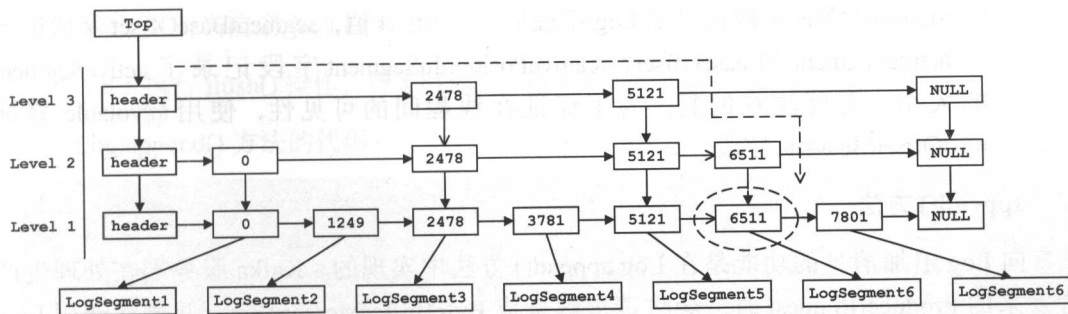 Top
Level 3 header 2478 5121 NULL
Level 2 header 0 2478 5121 6511 NULL
Level 1 header 0 1249 2478 3781 5121 6511 7801 NULL
LogSegment1 LogSegment2 LogSegment3 LogSegment4 LogSegment5 LogSegment6 LogSegment6